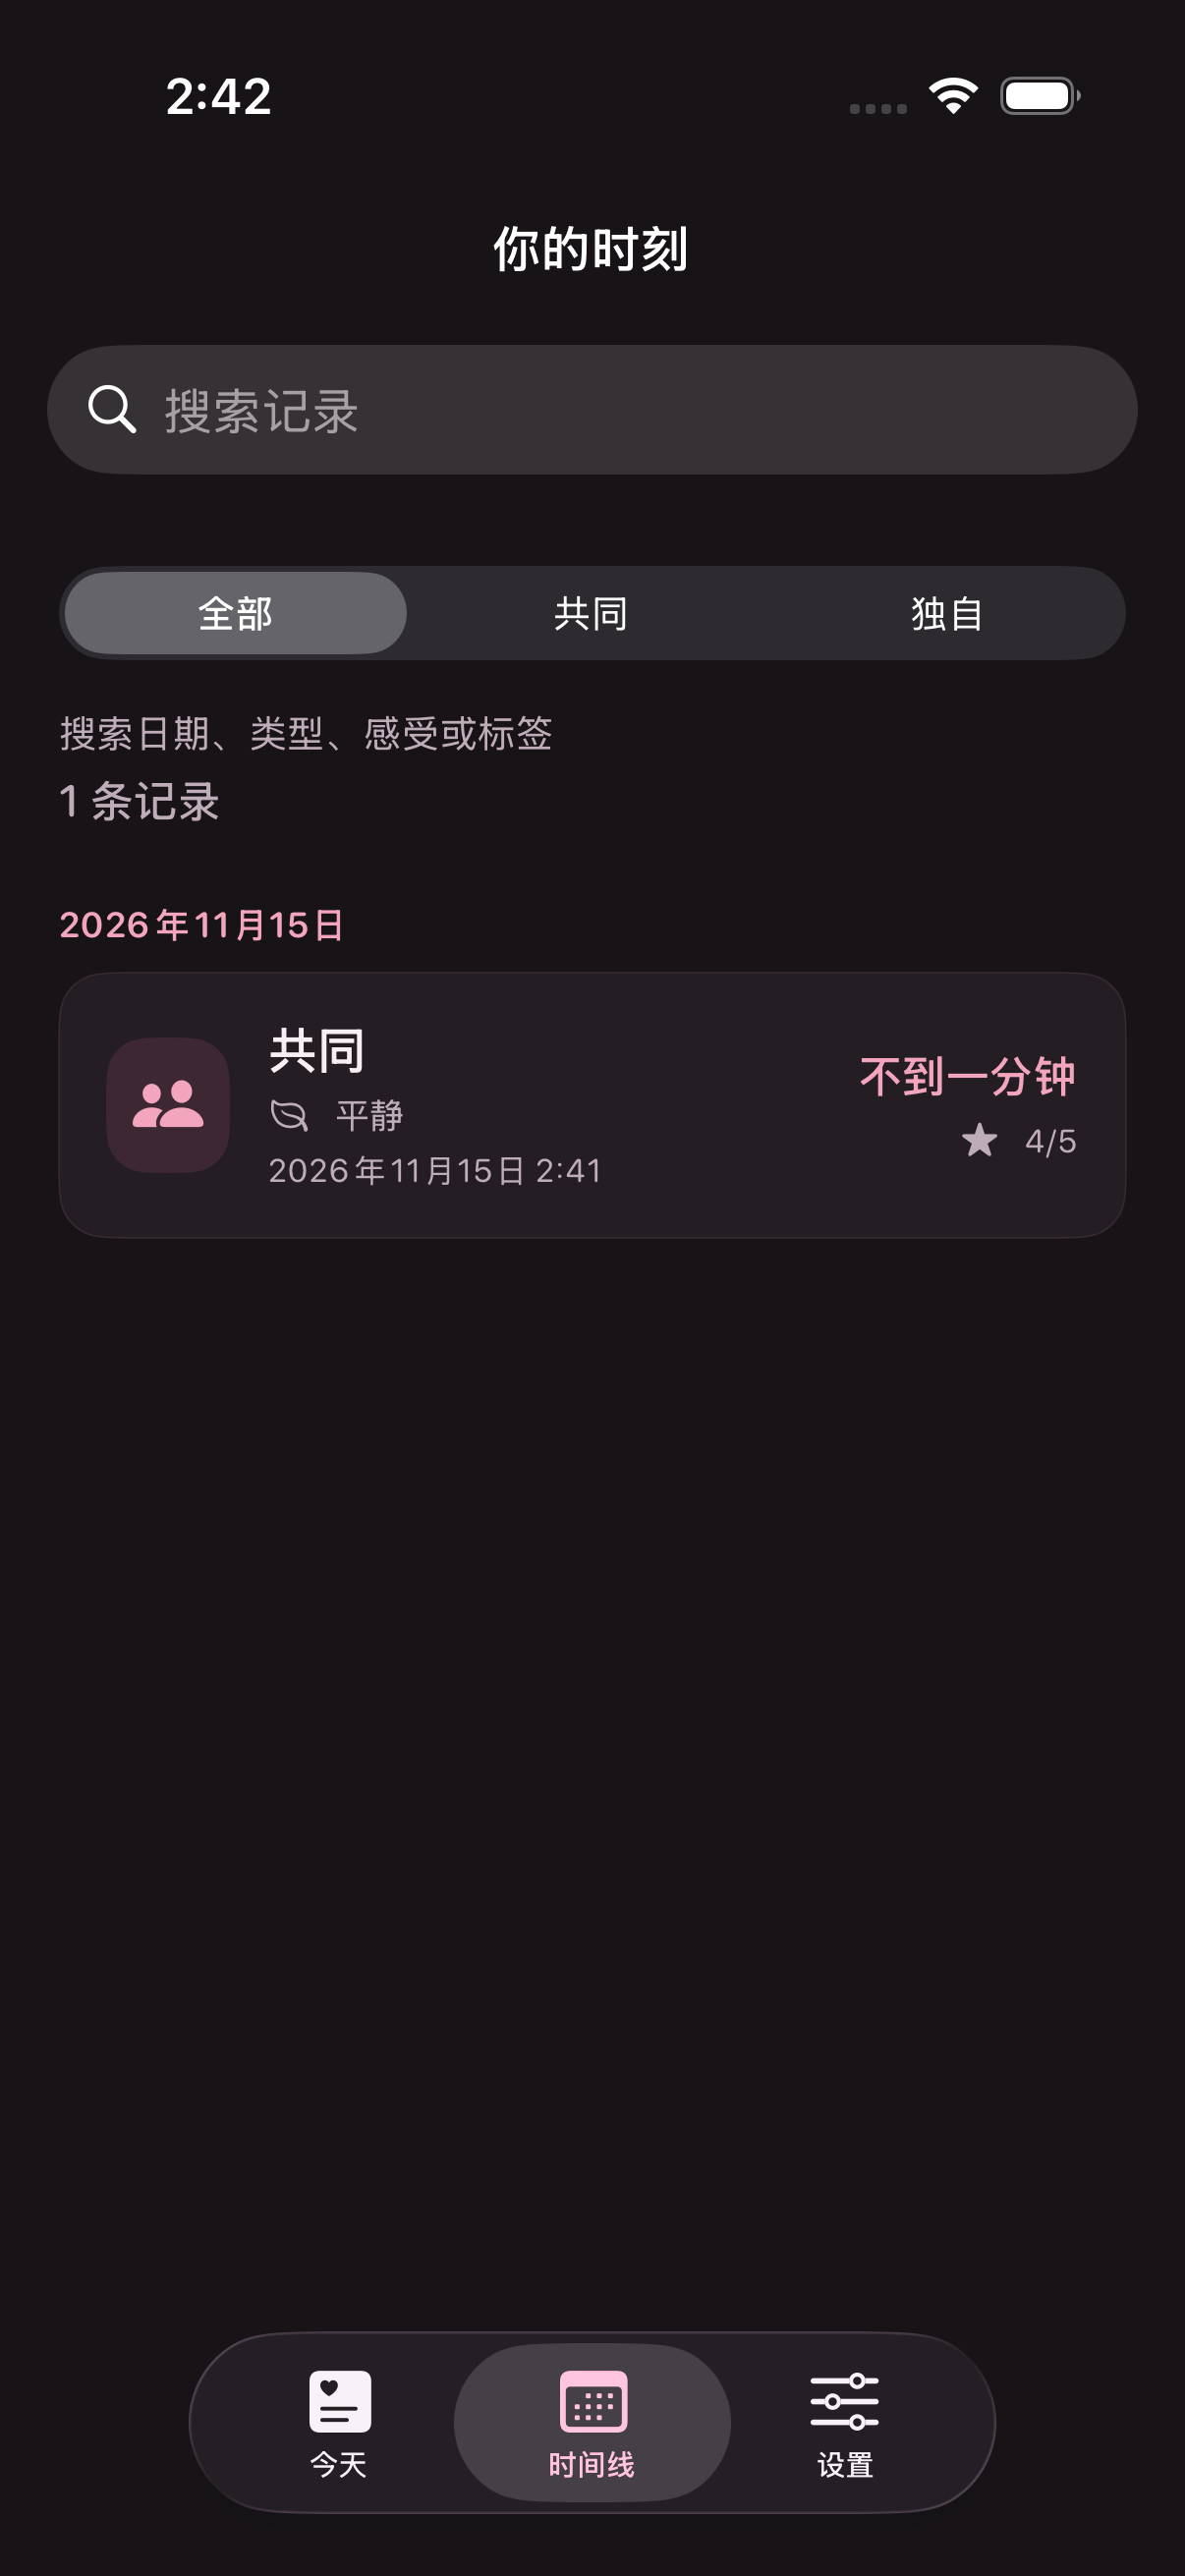 2:42
你的时刻
搜索记录
全部
共同
独自
搜索日期、类型、感受或标签
1 条记录
2026年11月15日
共同
不到一分钟
平静
4/5
2026年11月15日 2:41
今天
时间线
设置